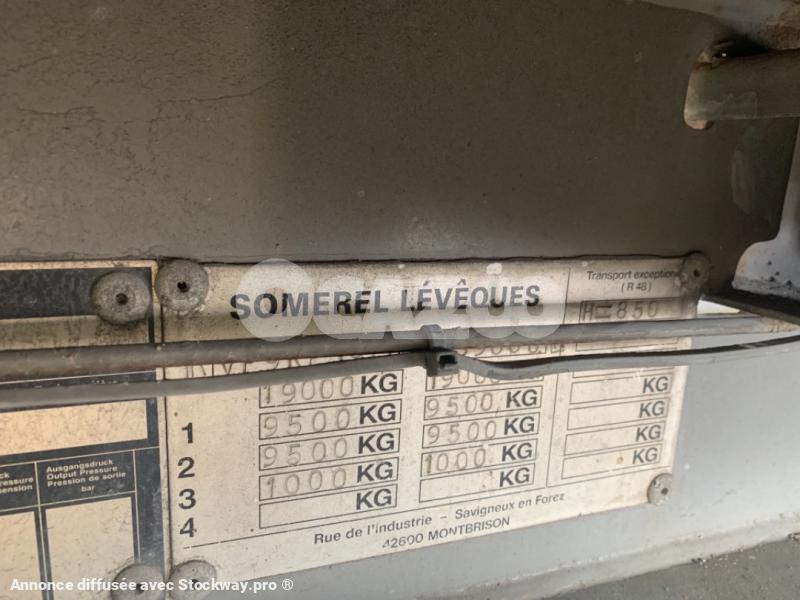 SOMEREL LÉVÊQUES
Transport exceptionnel
(R 48)
H=850
19000 KG 19000
1 9500 KG 9500 KG KG
2 9500 KG 9500 KG KG
3 1000 KG 1000 KG KG
4 KG KG KG
Rue de l'industrie - Savigneux en Forez
42600 MONTBRISON
Ausgangsdruck
Output Pressure
Pression de sortie
bar
Annonce diffusée avec Stockway.pro ®